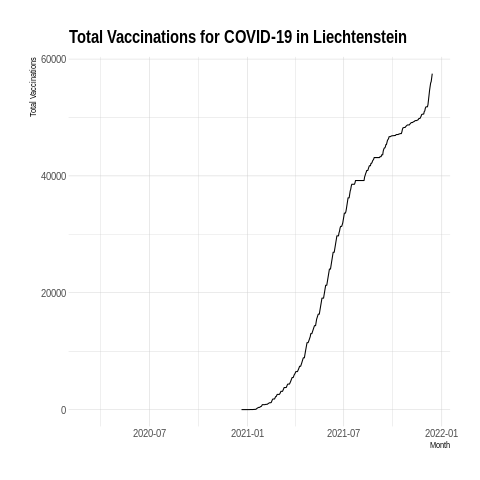 Total Vaccinations for COVID-19 in Liechtenstein
Total Vaccinations
60000
40000
20000
0
2020-07 2021-01 2021-07 2022-01
Month